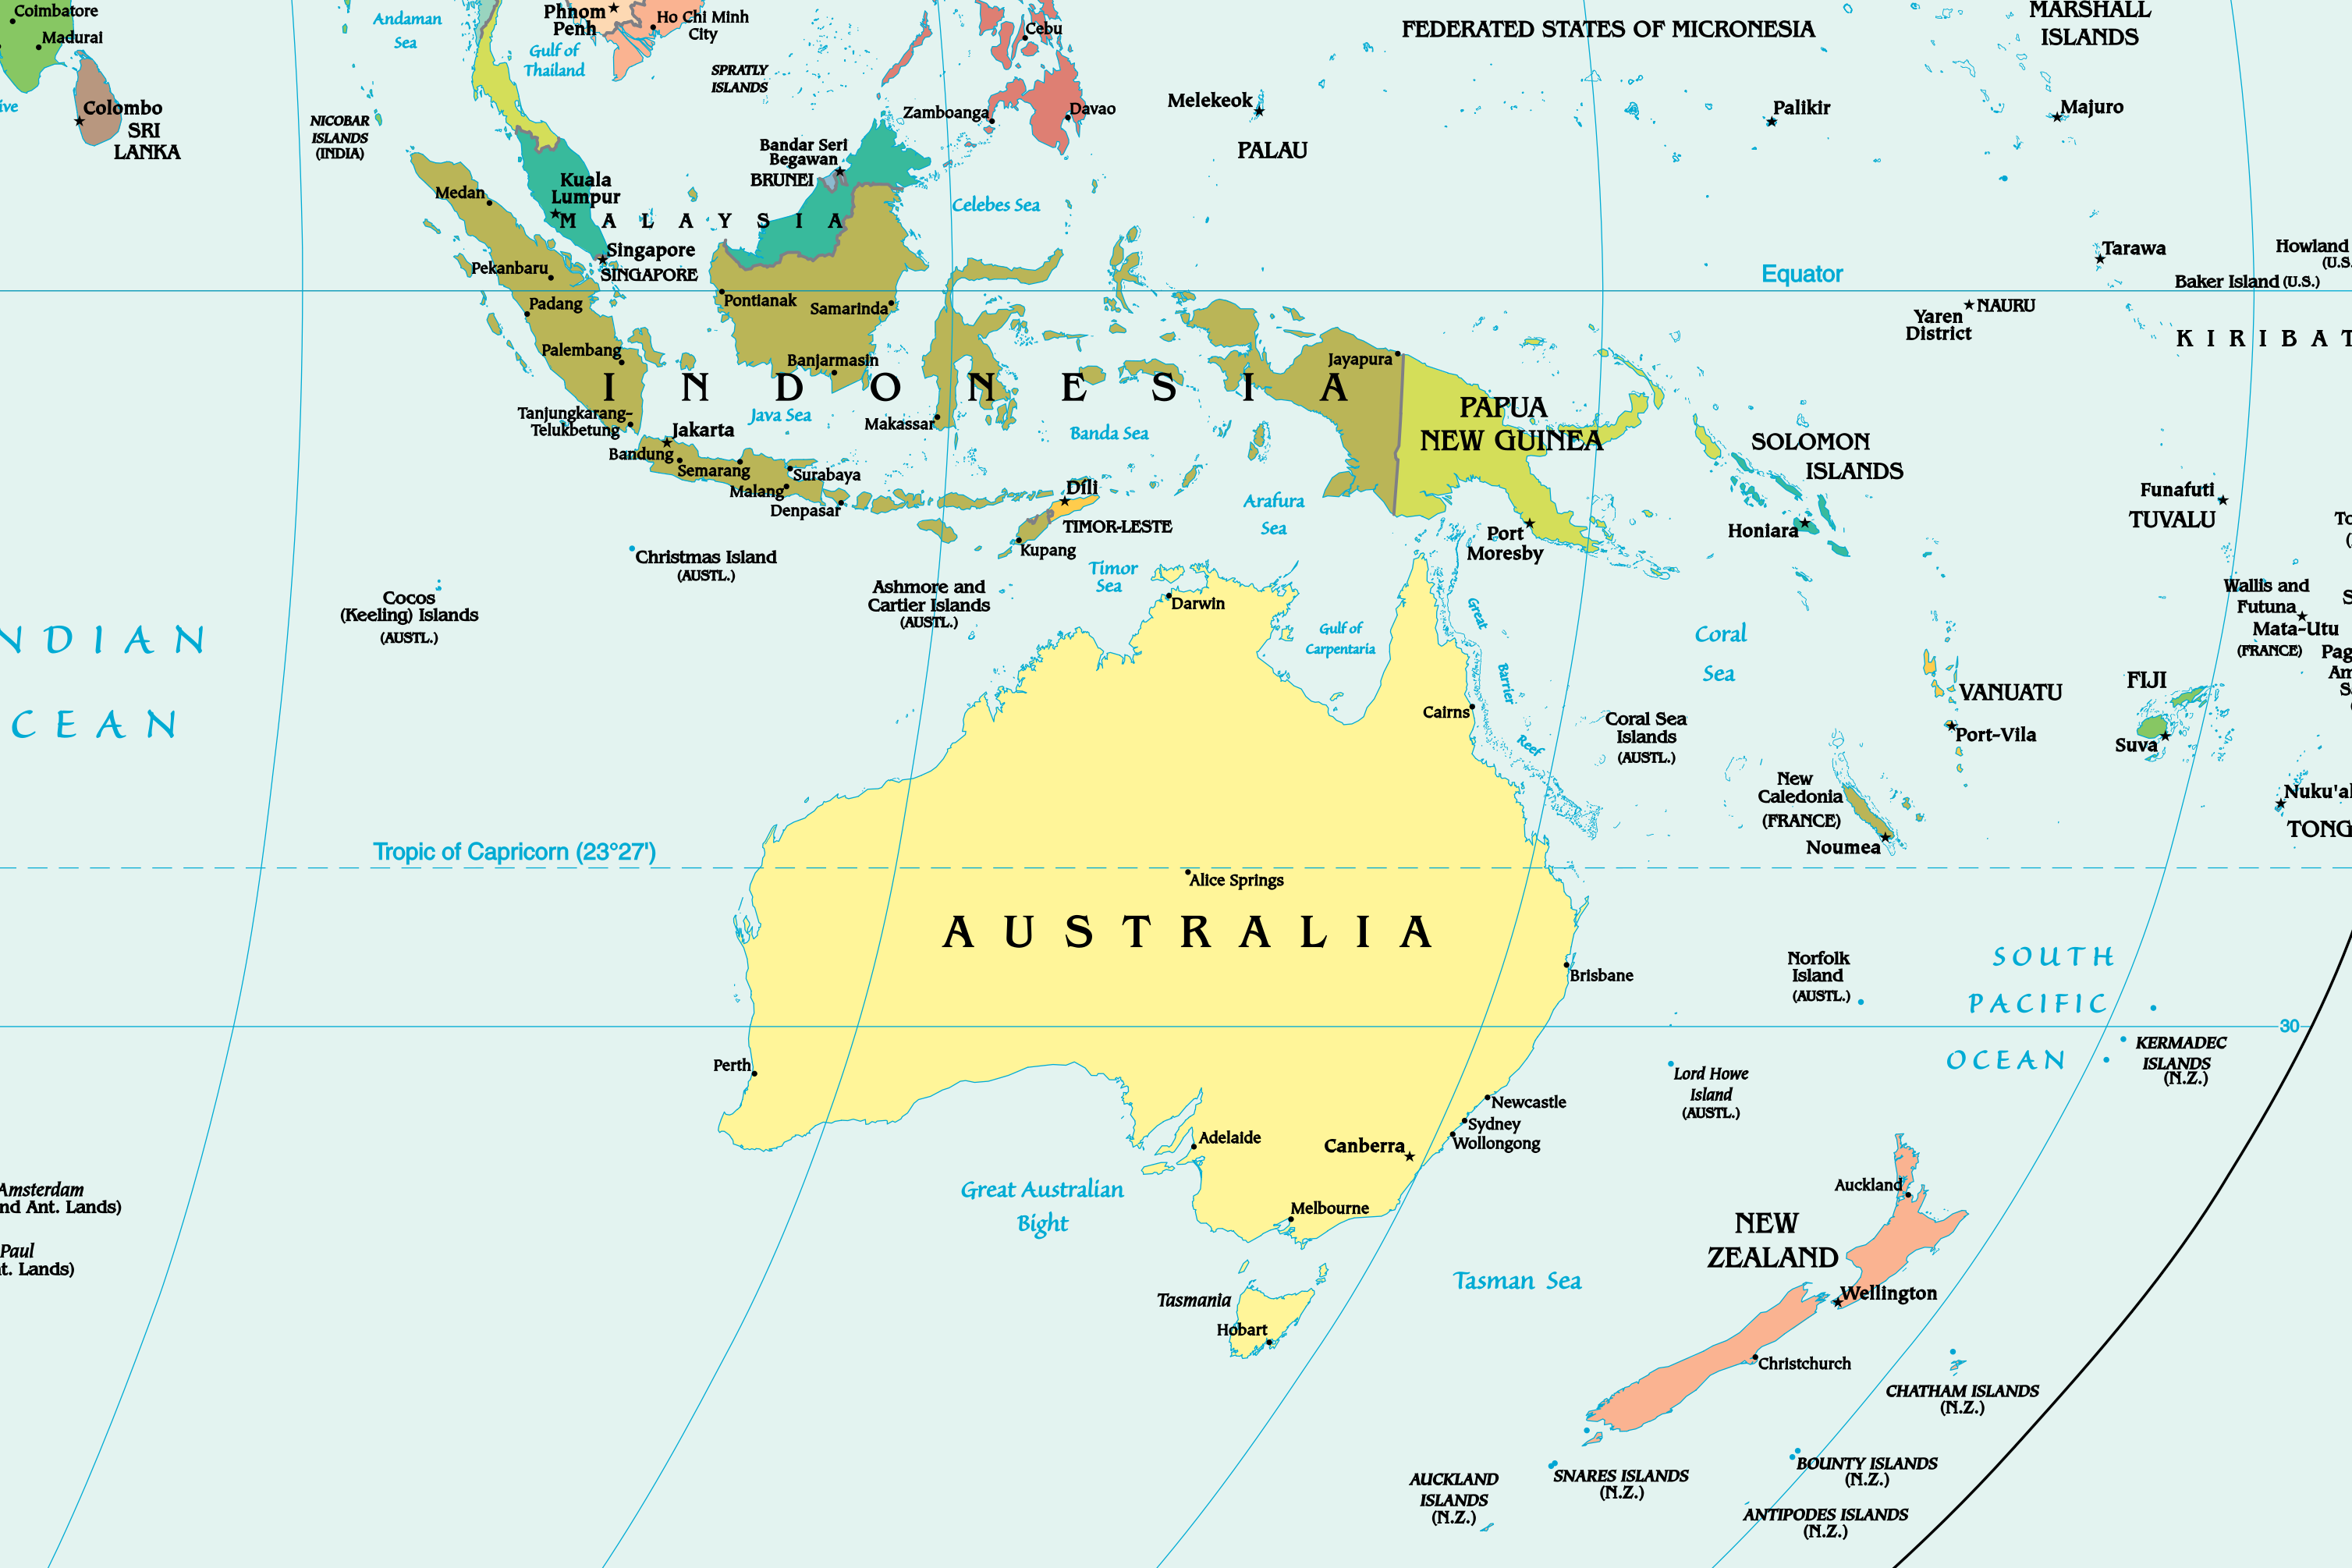 Coimbatore
Madurai
Colombo
SRI
LANKA
Andaman
Sea
NICOBAR
ISLANDS
(INDIA)
Phnom
Penh
Ho Chi Minh
City
Gulf of
Thailand
SPRATLY
ISLANDS
Cebu
Zamboanga
Davao
Melekeok
PALAU
FEDERATED STATES OF MICRONESIA
Palikir
MARSHALL
ISLANDS
Majuro
Bandar Seri
Begawan
BRUNEI
Kuala
Lumpur
MALAYSIA
Medan
Singapore
SINGAPORE
Celebes Sea
Pekanbaru
Padang
Pontianak
Samarinda
Equator
Tarawa
Howland
(U.S.
Baker Island (U.S.)
NAURU
Yaren
District
KIRIBAT
Palembang
Banjarmasin
Jayapura
INDONESIA
Tanjungkarang-
Telukbetung
Java Sea
Makassar
Banda Sea
PAPUA
NEW GUINEA
SOLOMON
ISLANDS
Jakarta
Bandung
Semarang
Surabaya
Malang
Denpasar
Díli
TIMOR-LESTE
Kupang
Arafura
Sea
Port
Moresby
Honiara
Funafuti
TUVALU
To
(
Christmas Island
(AUSTL.)
Cocos
(Keeling) Islands
(AUSTL.)
Ashmore and
Cartier Islands
(AUSTL.)
Timor
Sea
Darwin
Gulf of
Carpentaria
Great
Barrier
Reef
Coral
Sea
Wallis and
Futuna
Mata-Utu
(FRANCE)
S
Pag
Am
S
NDIAN
CEAN
Cairns
Coral Sea
Islands
(AUSTL.)
VANUATU
Port-Vila
FIJI
Suva
New
Caledonia
(FRANCE)
Noumea
Nuku'al
TONG
Tropic of Capricorn (23°27')
Alice Springs
AUSTRALIA
Brisbane
Norfolk
Island
(AUSTL.)
SOUTH
PACIFIC
OCEAN
30
KERMADEC
ISLANDS
(N.Z.)
Perth
Lord Howe
Island
(AUSTL.)
Newcastle
Sydney
Wollongong
Canberra
Adelaide
Melbourne
Great Australian
Bight
Auckland
NEW
ZEALAND
Wellington
Tasman Sea
Tasmania
Hobart
Christchurch
Amsterdam
nd Ant. Lands)
Paul
t. Lands)
CHATHAM ISLANDS
(N.Z.)
BOUNTY ISLANDS
(N.Z.)
SNARES ISLANDS
(N.Z.)
AUCKLAND
ISLANDS
(N.Z.)
ANTIPODES ISLANDS
(N.Z.)